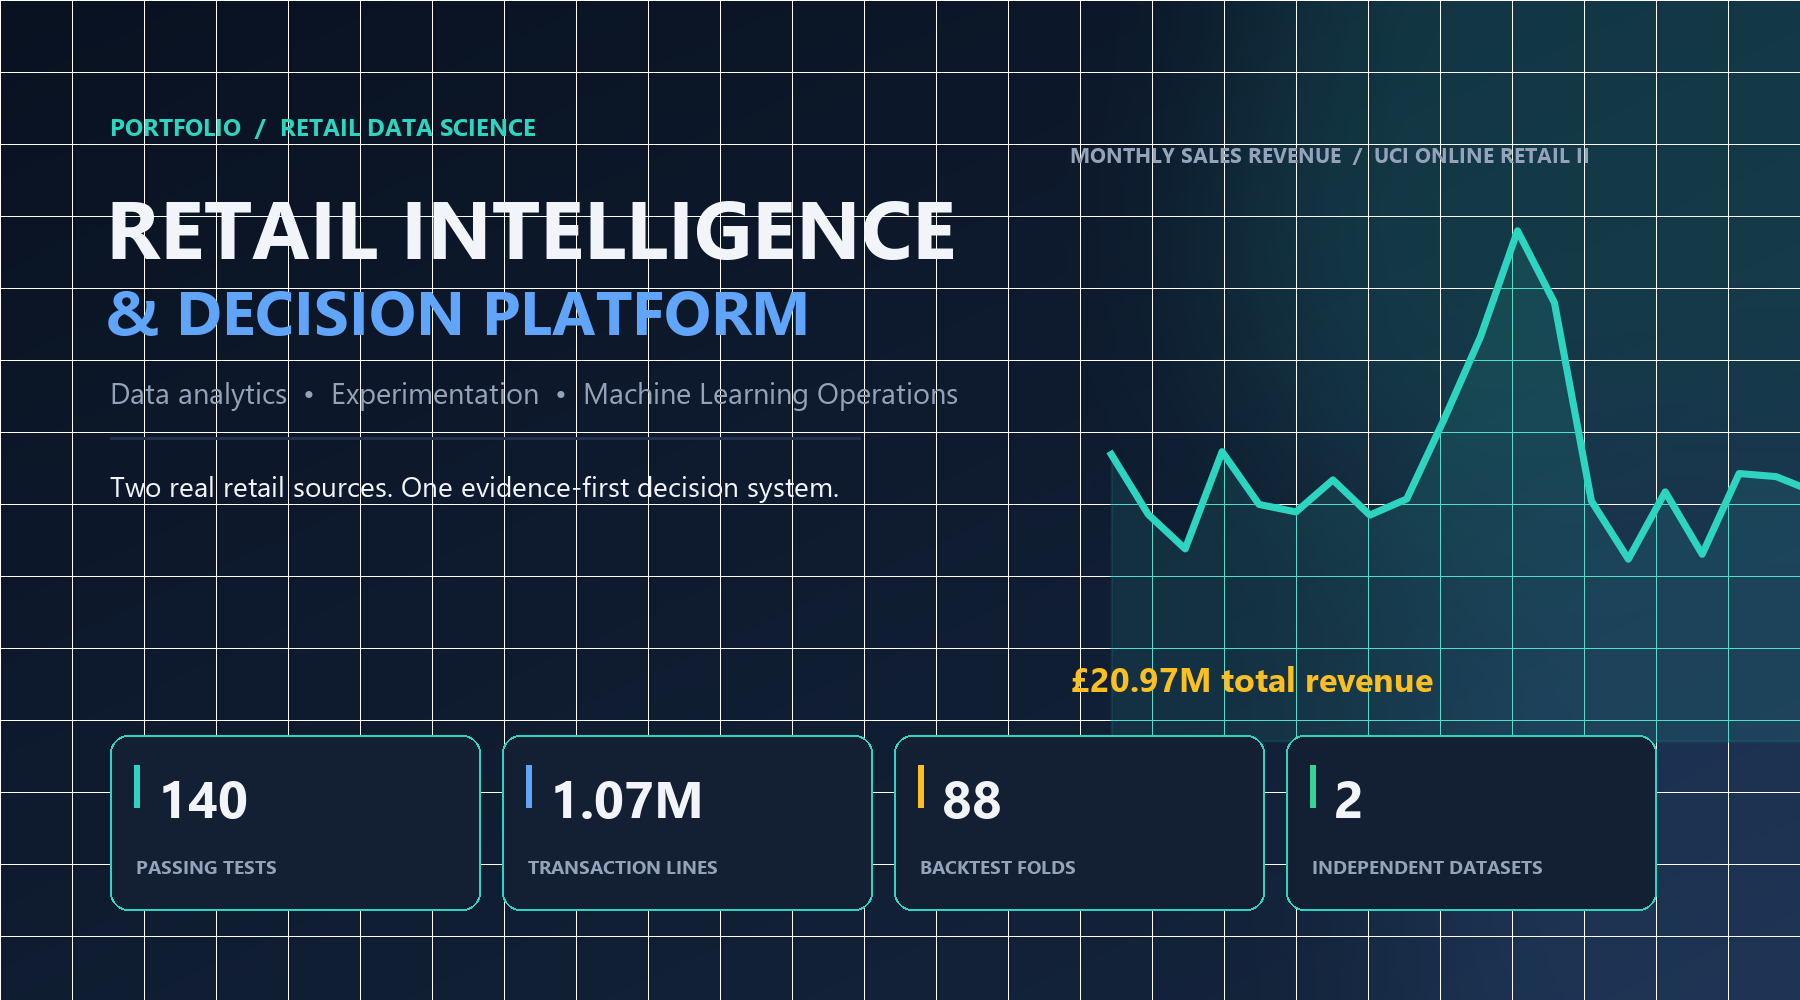 PORTFOLIO / RETAIL DATA SCIENCE
MONTHLY SALES REVENUE / UCI ONLINE RETAIL II
RETAIL INTELLIGENCE
& DECISION PLATFORM
Data analytics • Experimentation • Machine Learning Operations
Two real retail sources. One evidence-first decision system.
£20.97M total revenue
140
PASSING TESTS
1.07M
TRANSACTION LINES
88
BACKTEST FOLDS
2
INDEPENDENT DATASETS